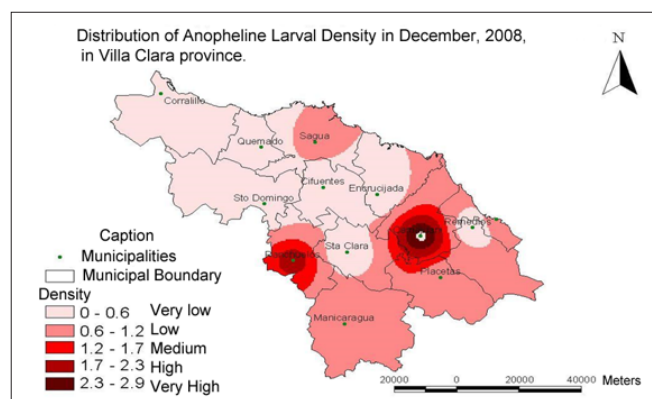 Distribution of Anopheline Larval Density in December, 2008,
in Villa Clara province.
N
Corralillo
Quemado
Sagua
Cifuentes
Encrucijada
Sto Domingo
Remedios
Sta Clara
Placetas
Manicaragua
Caption
Municipalities
Municipal Boundary
Density
0 - 0.6 Very low
0.6 - 1.2 Low
1.2 - 1.7 Medium
1.7 - 2.3 High
2.3 - 2.9 Very High
20000 0 20000 40000 Meters